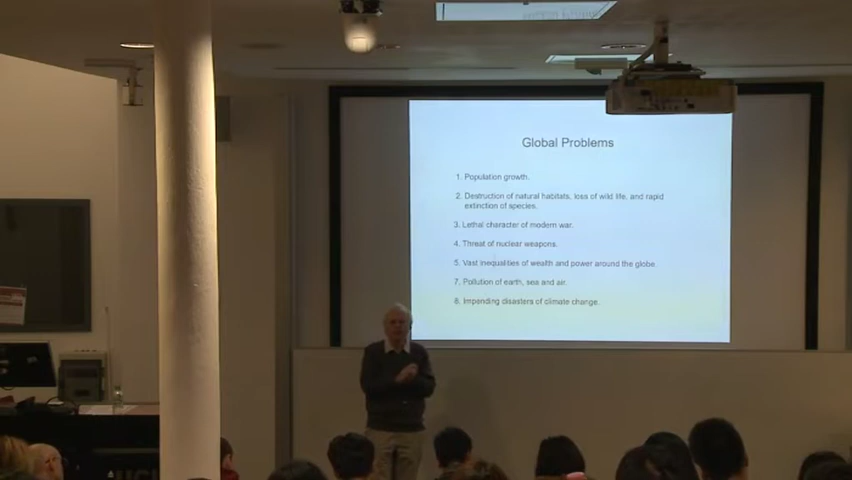 Global Problems
1. Population growth.
2. Destruction of natural habitats, loss of wild life, and rapid
extinction of species.
3. Lethal character of modern war.
4. Threat of nuclear weapons.
5. Vast inequalities of wealth and power around the globe.
7. Pollution of earth, sea and air.
8. Impending disasters of climate change.